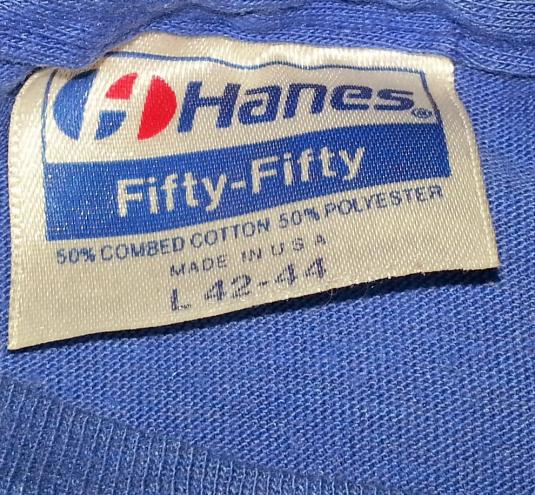 Hanes®
Fifty-Fifty
50% COMBED COTTON 50% POLYESTER
MADE IN U S A
L 42-44